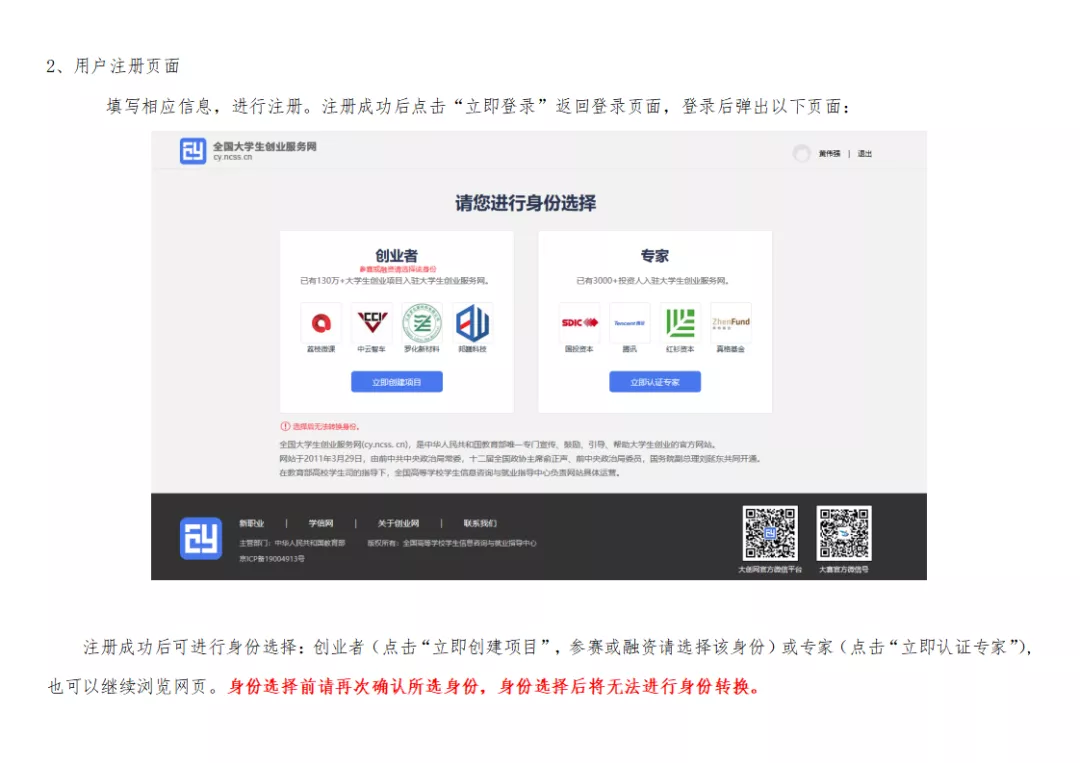 2、用户注册页面
填写相应信息，进行注册。注册成功后点击“立即登录”返回登录页面，登录后弹出以下页面：
全国大学生创业服务网
cy.ncss.cn
黄伟强 | 退出
请您进行身份选择
创业者
参赛或融资请选择该身份
已有130万+大学生创业项目入驻大学生创业服务网。
荔枝微课 中云智车 罗化新材料 邦巍科技
立即创建项目
专家
已有3000+投资人入驻大学生创业服务网。
SDIC
Tencent 腾讯
ZhenFund
真格基金
国投资本 腾讯 红杉资本 真格基金
立即认证专家
选择后无法转换身份。
全国大学生创业服务网(cy.ncss. cn)，是中华人民共和国教育部唯一专门宣传、鼓励、引导、帮助大学生创业的官方网站。
网站于2011年3月29日，由前中共中央政治局常委，十二届全国政协主席俞正声、前中央政治局委员，国务院副总理刘延东共同开通。
在教育部高校学生司的指导下，全国高等学校学生信息咨询与就业指导中心负责网站具体运营。
新职业 | 学信网 | 关于创业网 | 联系我们
主管部门：中华人民共和国教育部 版权所有：全国高等学校学生信息咨询与就业指导中心
京ICP备19004913号
大创网官方微信平台 大赛官方微信号
注册成功后可进行身份选择：创业者（点击“立即创建项目”，参赛或融资请选择该身份）或专家（点击“立即认证专家”），
也可以继续浏览网页。身份选择前请再次确认所选身份，身份选择后将无法进行身份转换。